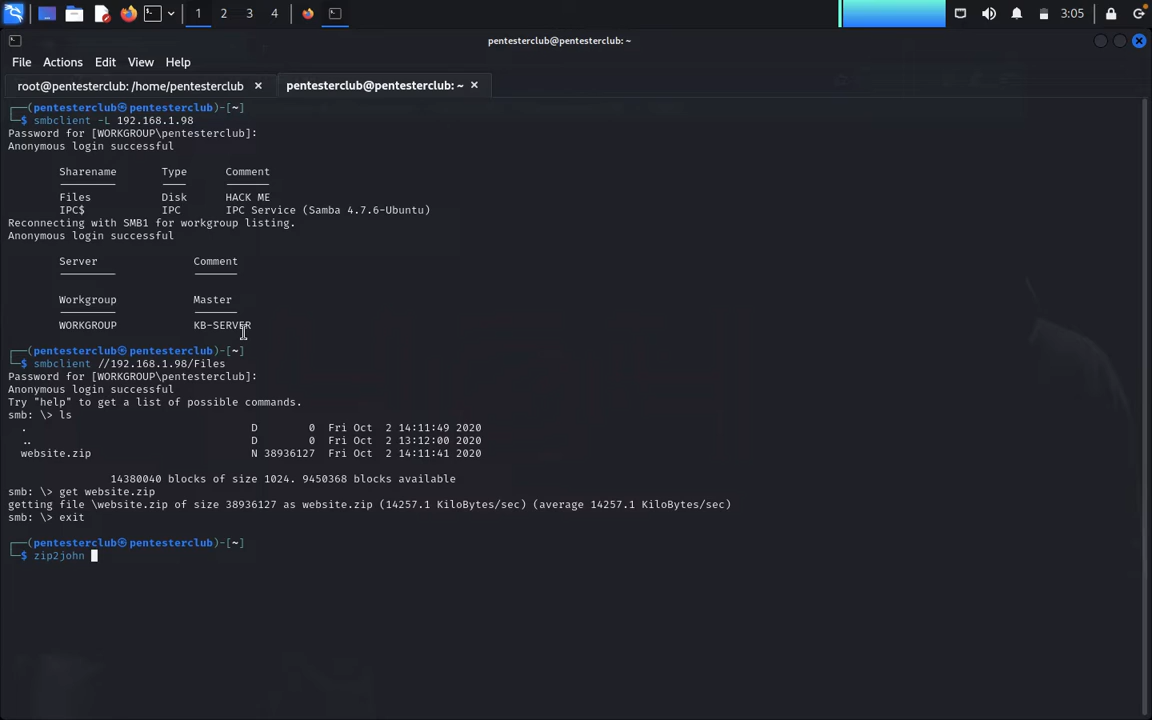 1 2 3 4 3:05
pentesterclub@pentesterclub: ~
File Actions Edit View Help
root@pentesterclub: /home/pentesterclub × pentesterclub@pentesterclub: ~ ×
┌──(pentesterclub㉿pentesterclub)-[~]
└─$ smbclient -L 192.168.1.98
Password for [WORKGROUP\pentesterclub]:
Anonymous login successful
Sharename Type Comment
--------- ---- -------
Files Disk HACK ME
IPC$ IPC IPC Service (Samba 4.7.6-Ubuntu)
Reconnecting with SMB1 for workgroup listing.
Anonymous login successful
Server Comment
--------- -------
Workgroup Master
--------- -------
WORKGROUP KB-SERVER
┌──(pentesterclub㉿pentesterclub)-[~]
└─$ smbclient //192.168.1.98/Files
Password for [WORKGROUP\pentesterclub]:
Anonymous login successful
Try "help" to get a list of possible commands.
smb: \> ls
. D 0 Fri Oct 2 14:11:49 2020
.. D 0 Fri Oct 2 13:12:00 2020
website.zip N 38936127 Fri Oct 2 14:11:41 2020
14380040 blocks of size 1024. 9450368 blocks available
smb: \> get website.zip
getting file \website.zip of size 38936127 as website.zip (14257.1 KiloBytes/sec) (average 14257.1 KiloBytes/sec)
smb: \> exit
┌──(pentesterclub㉿pentesterclub)-[~]
└─$ zip2john